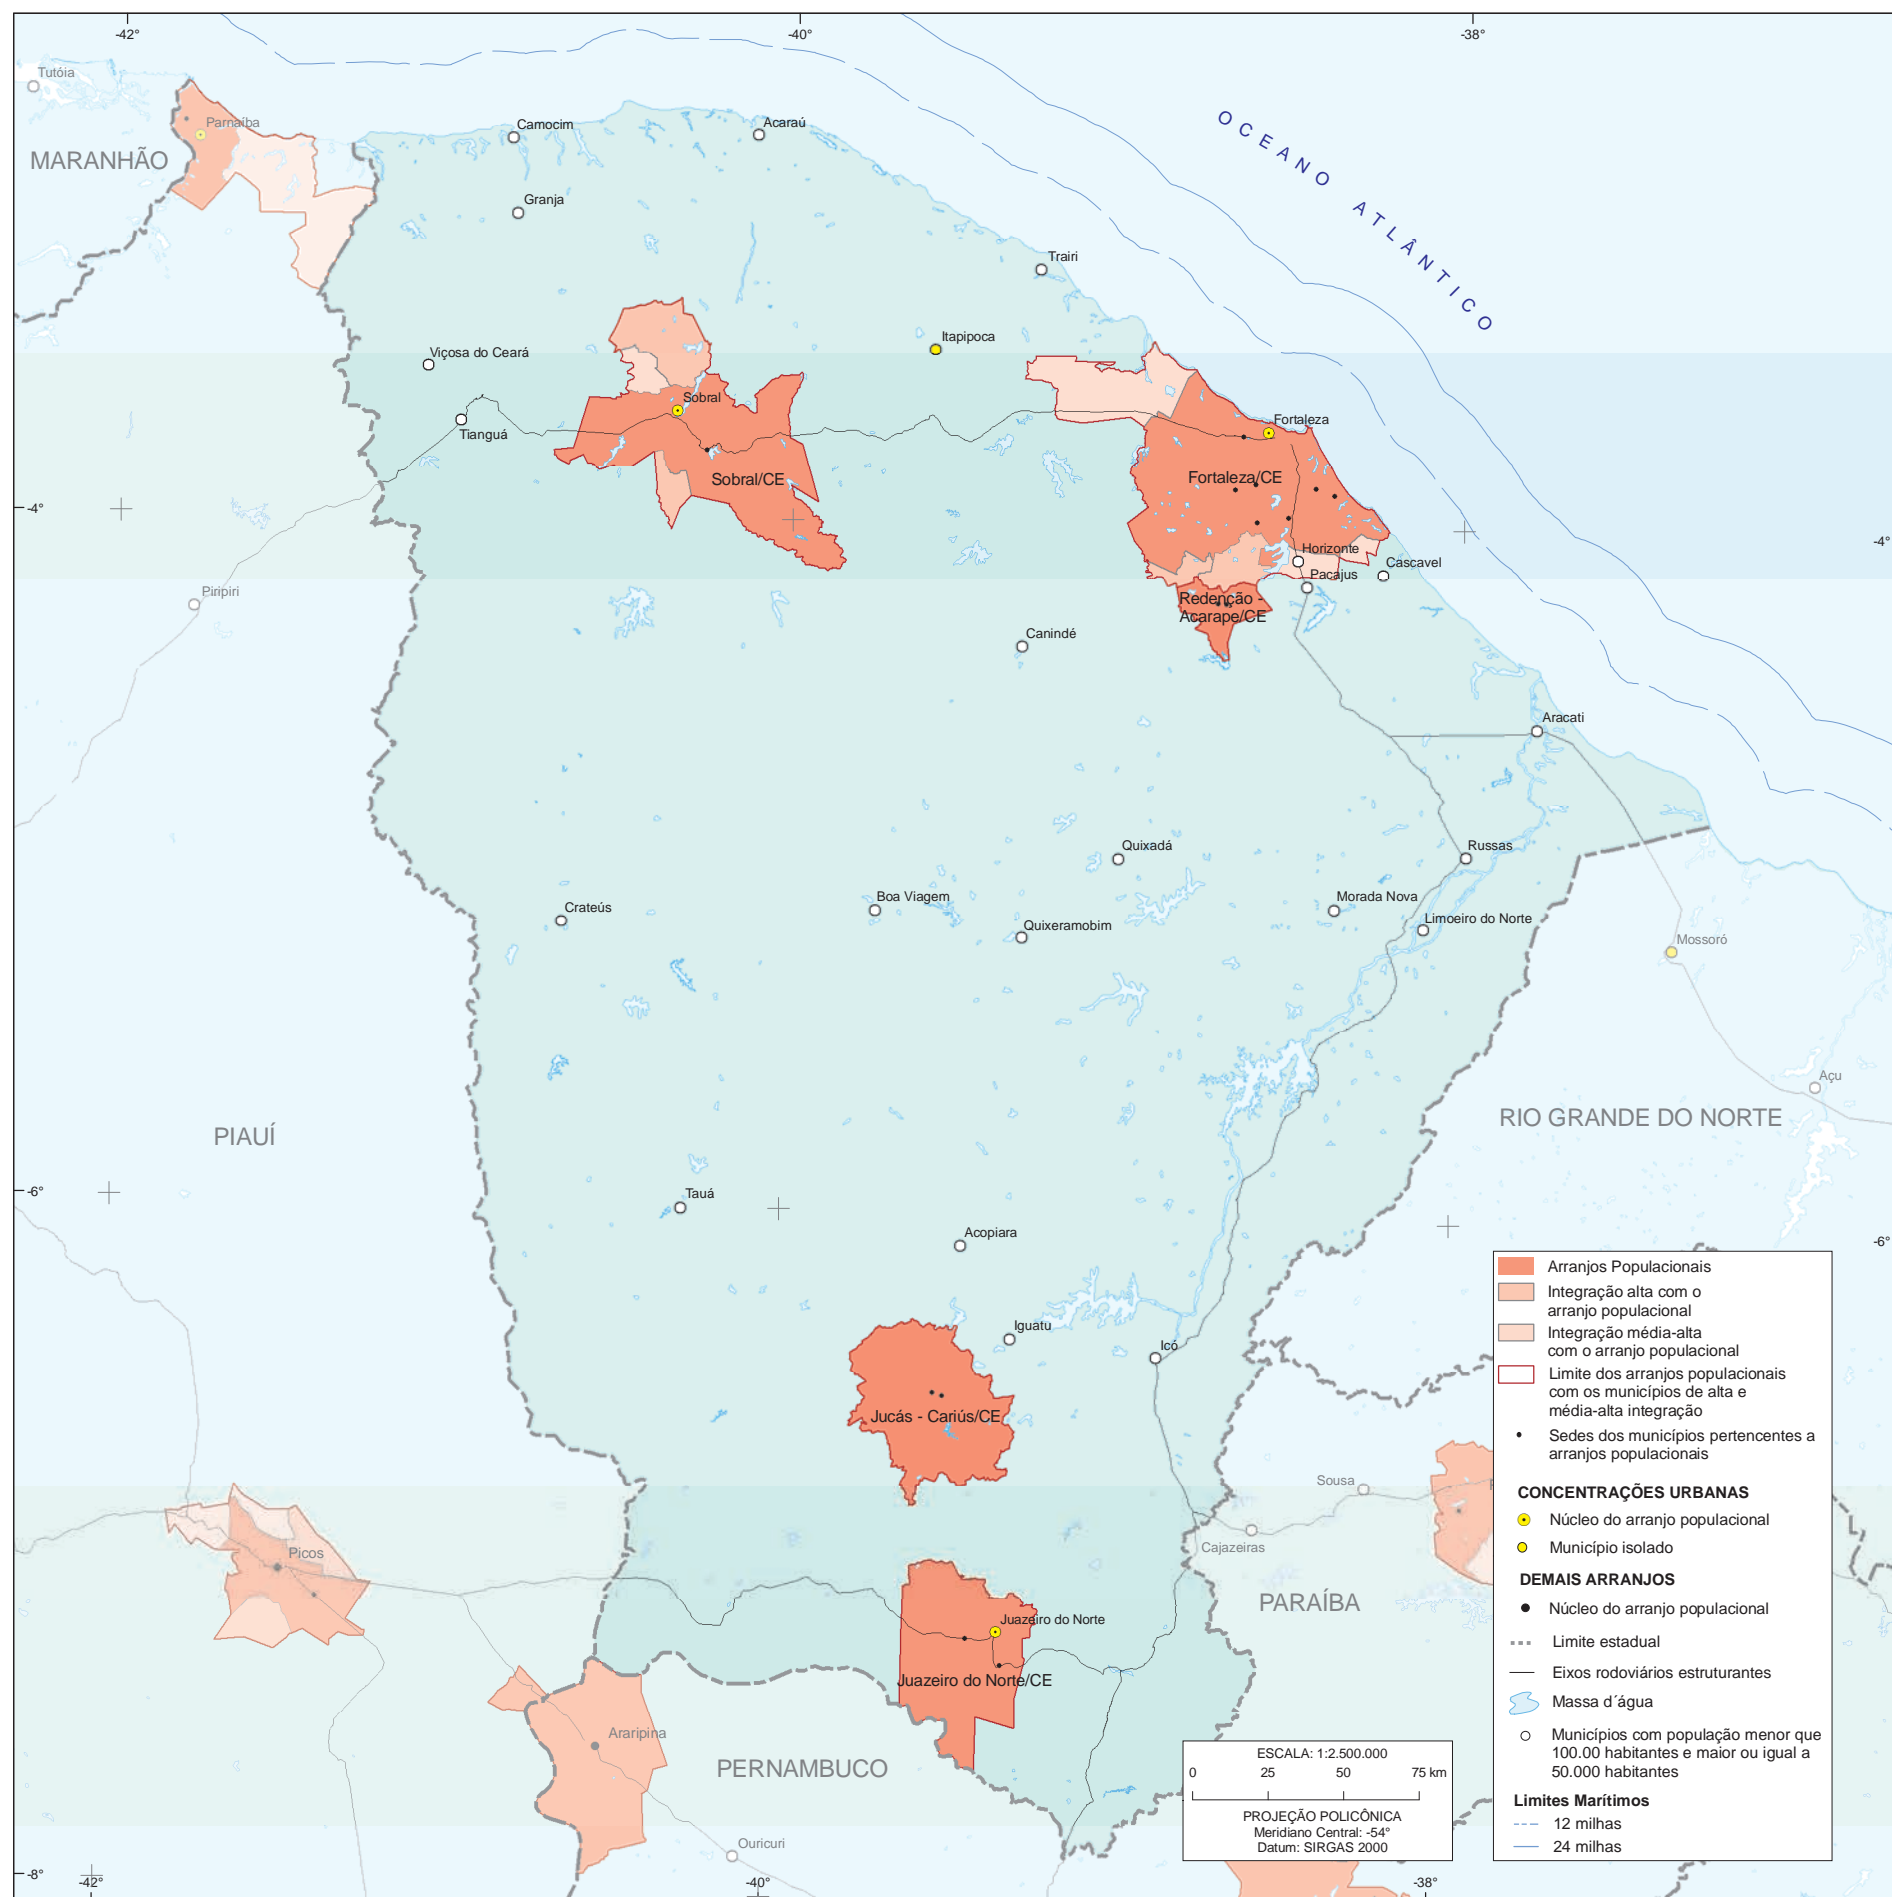 -42°
-40°
-38°
Tutóia
Parnaíba
MARANHÃO
Camocim
Acaraú
OCEANO ATLÂNTICO
Granja
Trairi
Viçosa do Ceará
Itapipoca
Sobral
Fortaleza
Tianguá
Sobral/CE
Fortaleza/CE
-4°
-4°
Horizonte
Cascavel
Pacajus
Piripiri
Redenção -
Acarape/CE
Canindé
Aracati
Quixadá
Russas
Crateús
Boa Viagem
Morada Nova
Quixeramobim
Limoeiro do Norte
Mossoró
Açu
PIAUÍ
RIO GRANDE DO NORTE
-6°
Tauá
Acopiara
-6°
Iguatu
Icó
Jucás - Cariús/CE
Sousa
Cajazeiras
Picos
PARAÍBA
Juazeiro do Norte
Juazeiro do Norte/CE
Araripina
PERNAMBUCO
Ouricuri
-8°
-42°
-40°
-38°
ESCALA: 1:2.500.000
0 25 50 75 km
PROJEÇÃO POLICÔNICA
Meridiano Central: -54°
Datum: SIRGAS 2000
Arranjos Populacionais
Integração alta com o
arranjo populacional
Integração média-alta
com o arranjo populacional
Limite dos arranjos populacionais
com os municípios de alta e
média-alta integração
Sedes dos municípios pertencentes a
arranjos populacionais
CONCENTRAÇÕES URBANAS
Núcleo do arranjo populacional
Município isolado
DEMAIS ARRANJOS
Núcleo do arranjo populacional
Limite estadual
Eixos rodoviários estruturantes
Massa d´água
Municípios com população menor que
100.00 habitantes e maior ou igual a
50.000 habitantes
Limites Marítimos
12 milhas
24 milhas